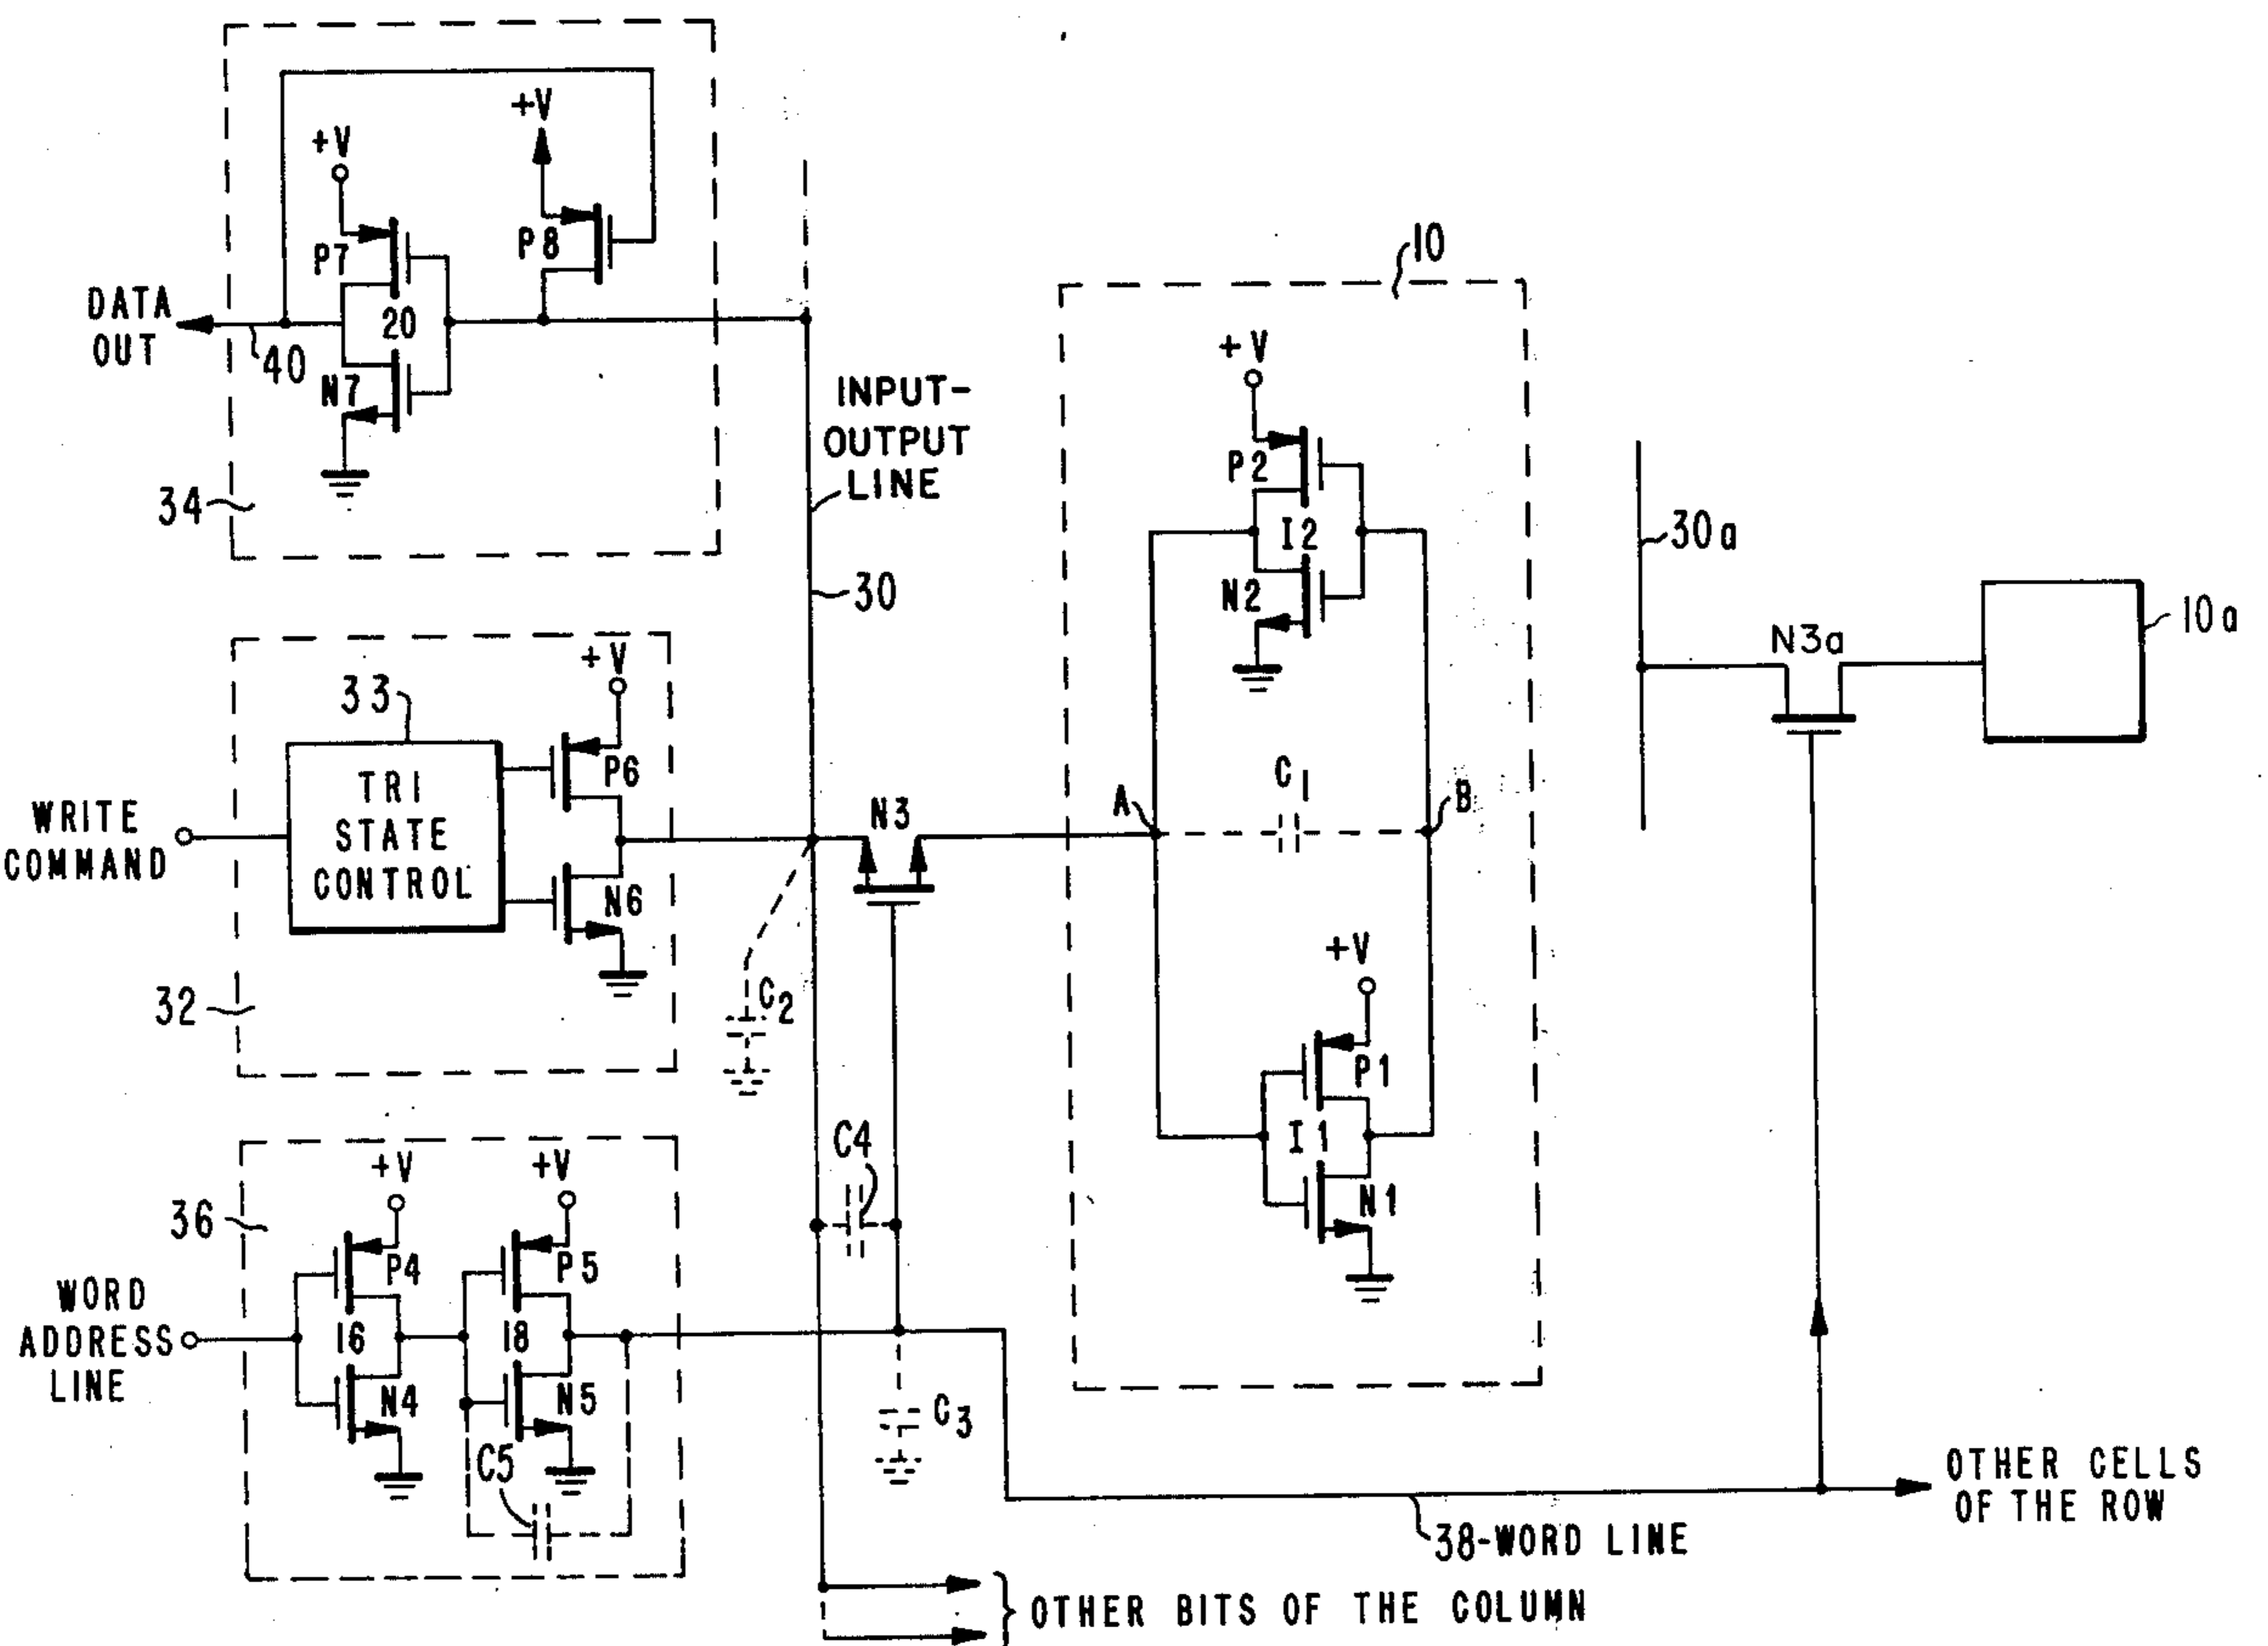 +V
+V
P7
P8
20
DATA
OUT
40
N7
34
INPUT-
OUTPUT
LINE
30
10
+V
P2
I2
N2
30a
N3a
10a
33
+V
P6
TRI
STATE
CONTROL
WRITE
COMMAND
N6
32
C2
N3
A
C1
B
+V
P1
I1
N1
C4
36
+V
+V
P4
P5
WORD
ADDRESS
LINE
I6
I8
N4
N5
C5
C3
38-WORD LINE
OTHER CELLS
OF THE ROW
OTHER BITS OF THE COLUMN